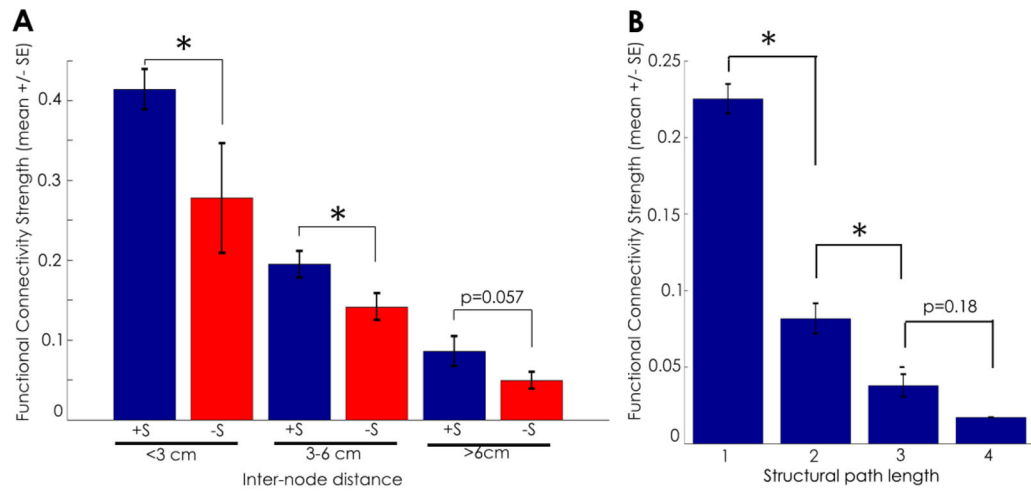 A
Functional Connectivity Strength (mean +/- SE)
0.4
0.3
0.2
0.1
0
*
*
p=0.057
+S -S +S -S +S -S
<3 cm 3-6 cm >6cm
Inter-node distance
B
Functional Connectivity Strength (mean +/- SE)
0.25
0.2
0.15
0.1
0.05
0
*
*
p=0.18
1 2 3 4
Structural path length